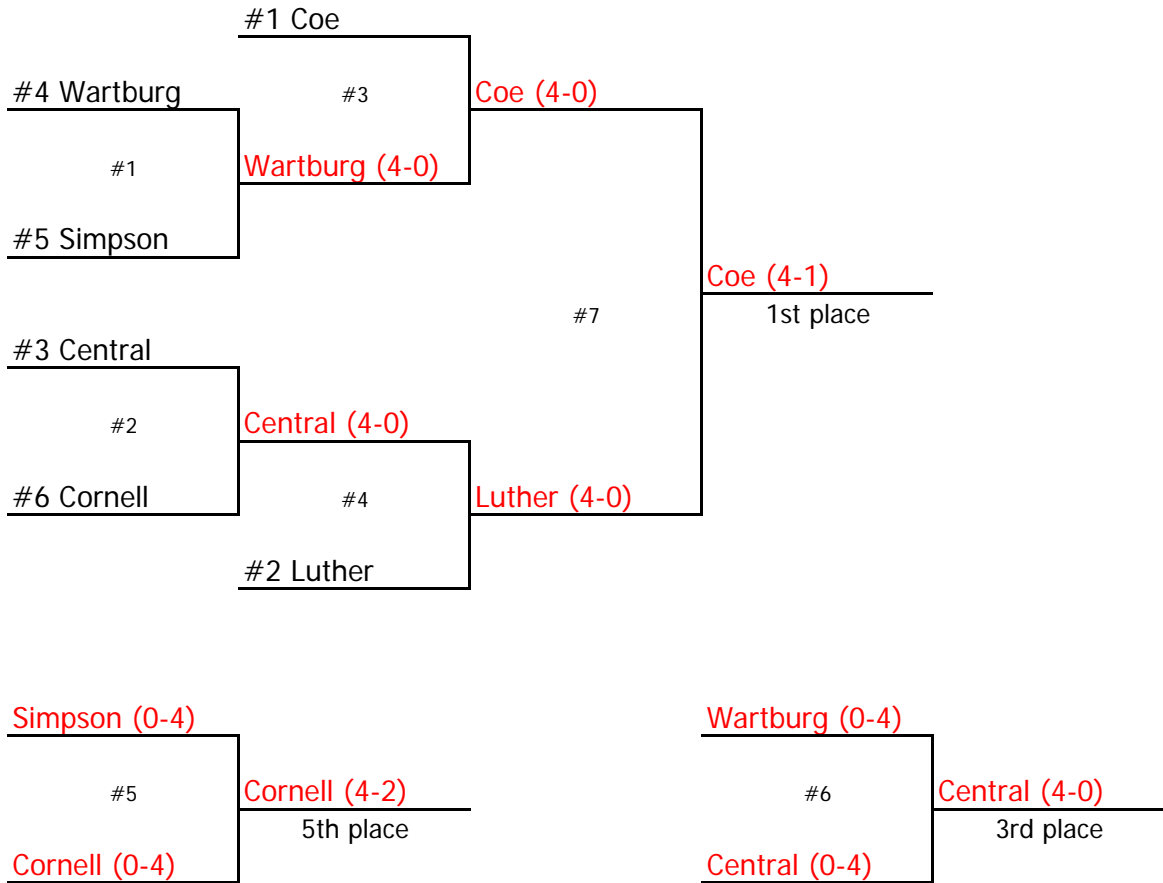 #1 Coe
#4 Wartburg
#3
Coe (4-0)
#1
Wartburg (4-0)
#5 Simpson
Coe (4-1)
#7
1st place
#3 Central
#2
Central (4-0)
#6 Cornell
#4
Luther (4-0)
#2 Luther
Simpson (0-4)
Wartburg (0-4)
#5
Cornell (4-2)
#6
Central (4-0)
5th place
3rd place
Cornell (0-4)
Central (0-4)